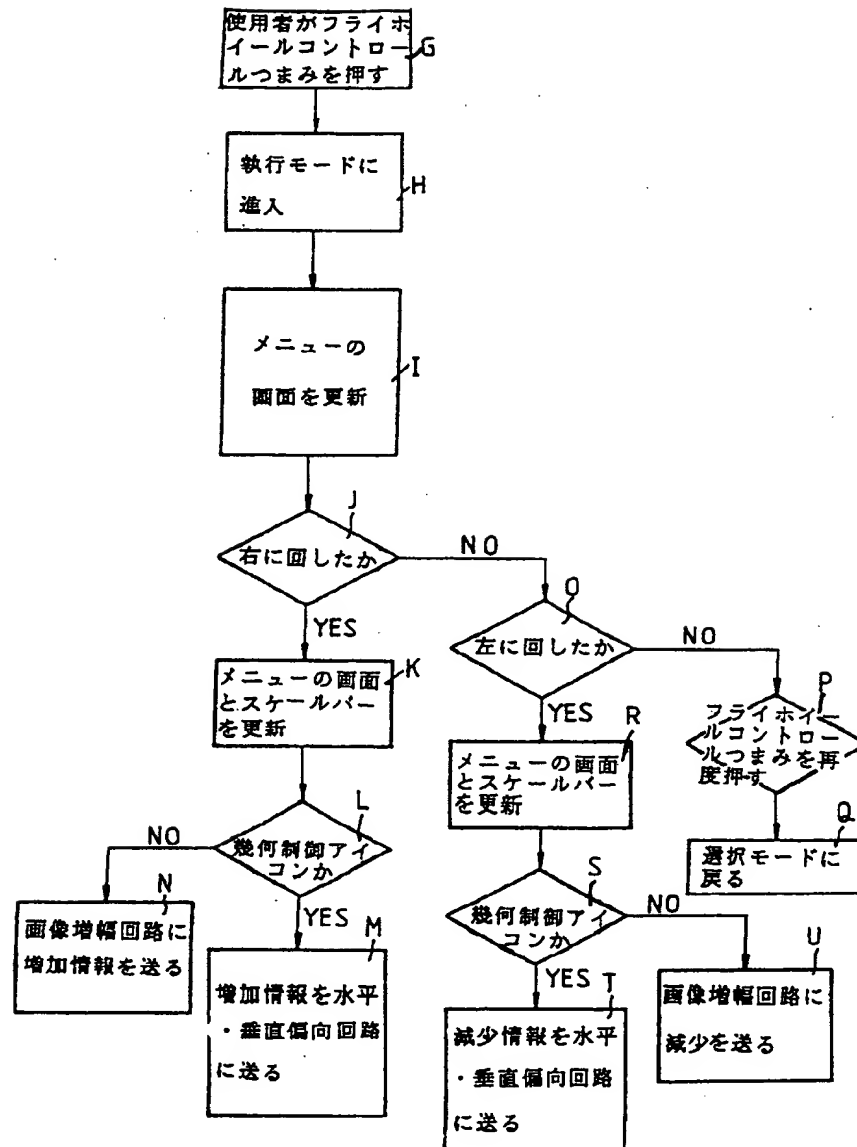 使用者がフライホ
イールコントロー
ルつまみを押す
G
執行モードに
進入
H
メニューの
画面を更新
I
J
右に回したか
NO
YES
O
左に回したか
NO
YES
K
メニューの画面
とスケールバー
を更新
R
メニューの画面
とスケールバー
を更新
P
フライホイー
ルコントロー
ルつまみを再
度押す
Q
選択モードに
戻る
L
幾何制御アイ
コンか
NO
YES
S
幾何制御アイ
コンか
NO
YES
N
画像増幅回路に
増加情報を送る
M
増加情報を水平
・垂直偏向回路
に送る
T
減少情報を水平
・垂直偏向回路
に送る
U
画像増幅回路に
減少を送る